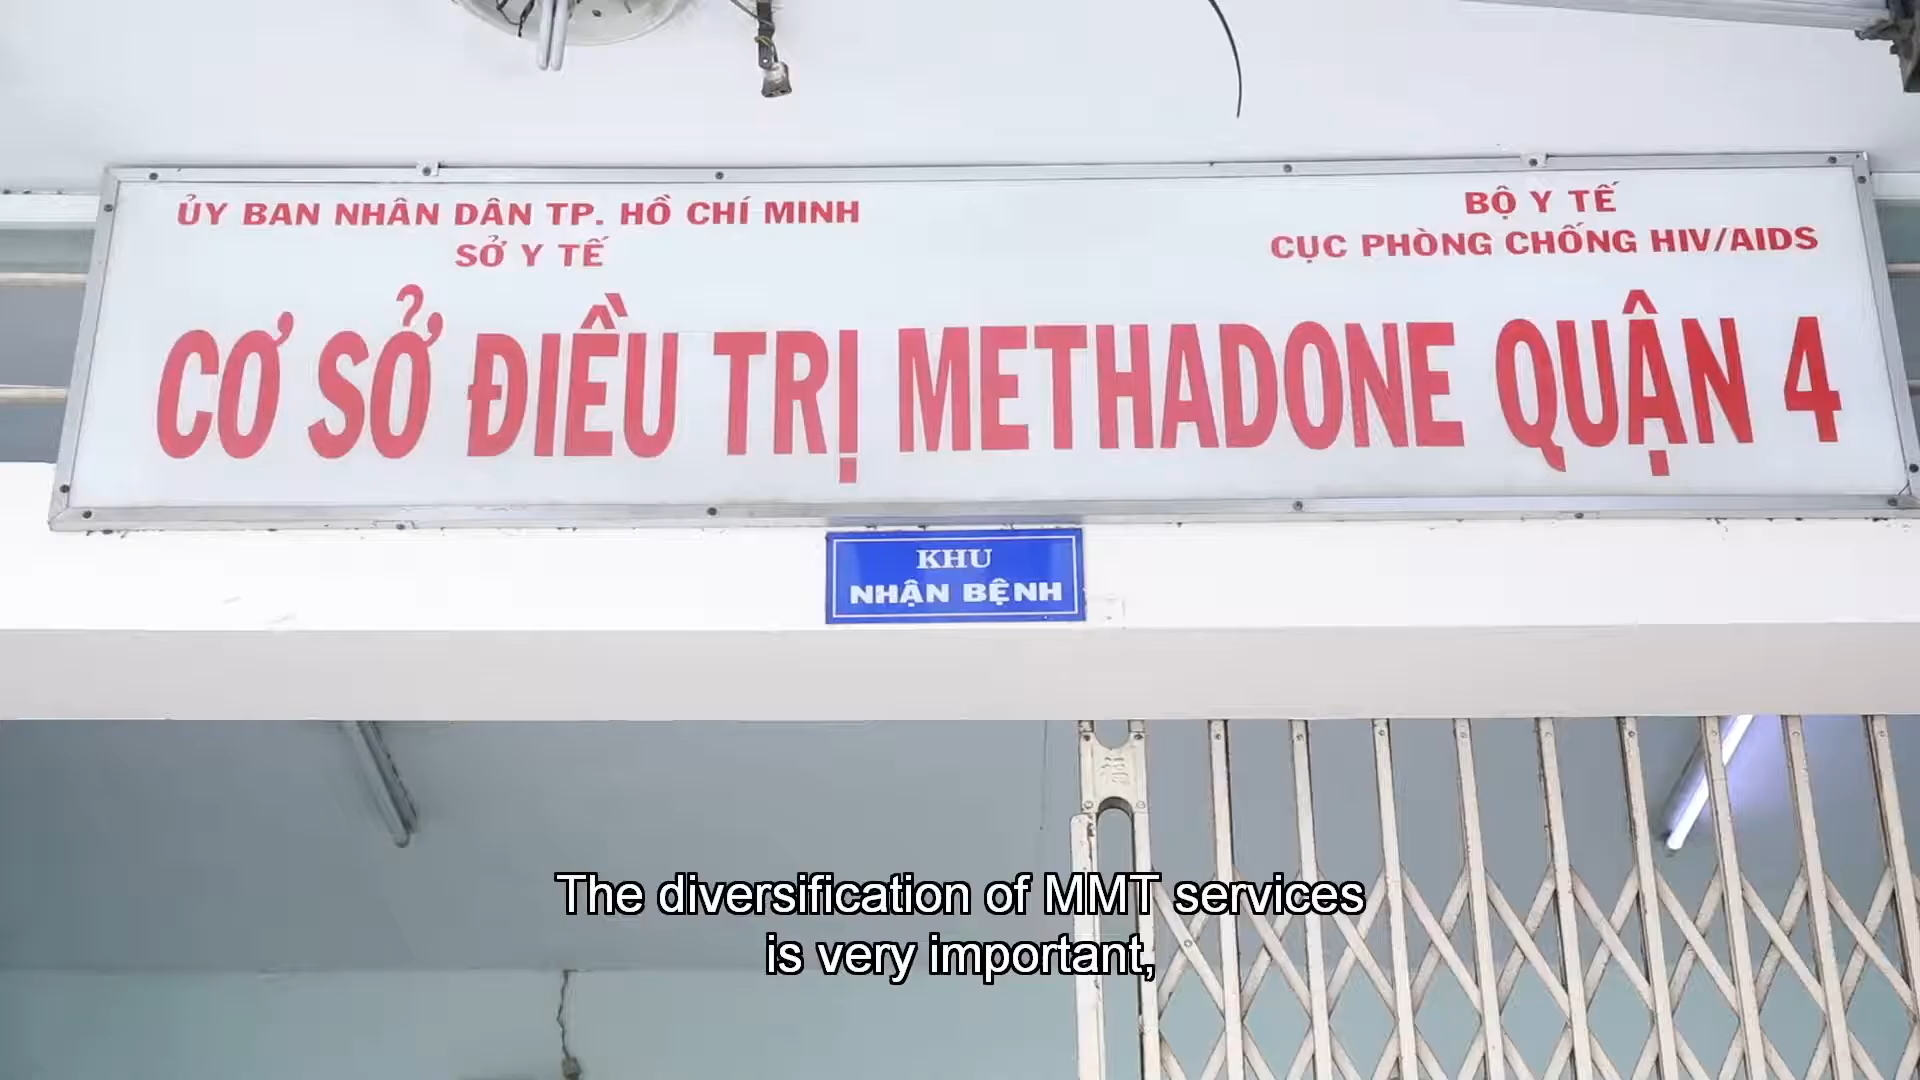 ỦY BAN NHÂN DÂN TP. HỒ CHÍ MINH
SỞ Y TẾ
BỘ Y TẾ
CỤC PHÒNG CHỐNG HIV/AIDS
CƠ SỞ ĐIỀU TRỊ METHADONE QUẬN 4
KHU
NHẬN BỆNH
The diversification of MMT services
is very important,